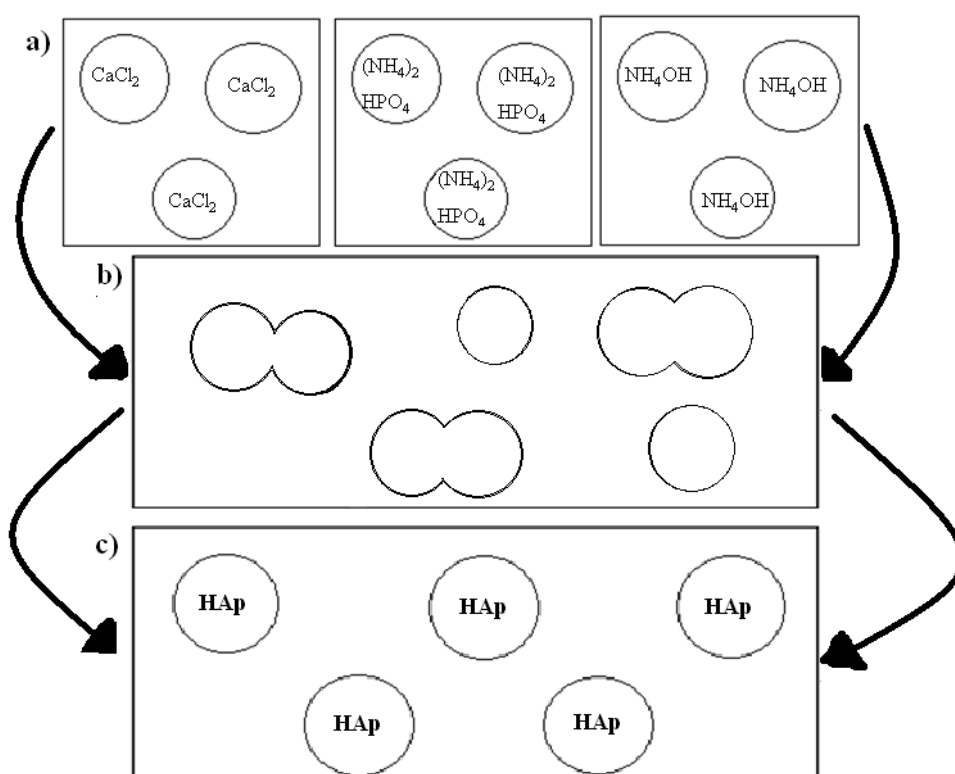 a)
CaCl₂
CaCl₂
CaCl₂
(NH₄)₂
HPO₄
(NH₄)₂
HPO₄
(NH₄)₂
HPO₄
NH₄OH
NH₄OH
NH₄OH
b)
c)
HAp
HAp
HAp
HAp
HAp